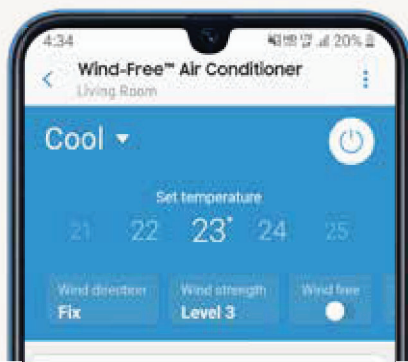 4:34
20%
Wind-Free™ Air Conditioner
Living Room
Cool
Set temperature
21 22 23° 24 25
Wind direction Wind strength Wind free
Fix Level 3